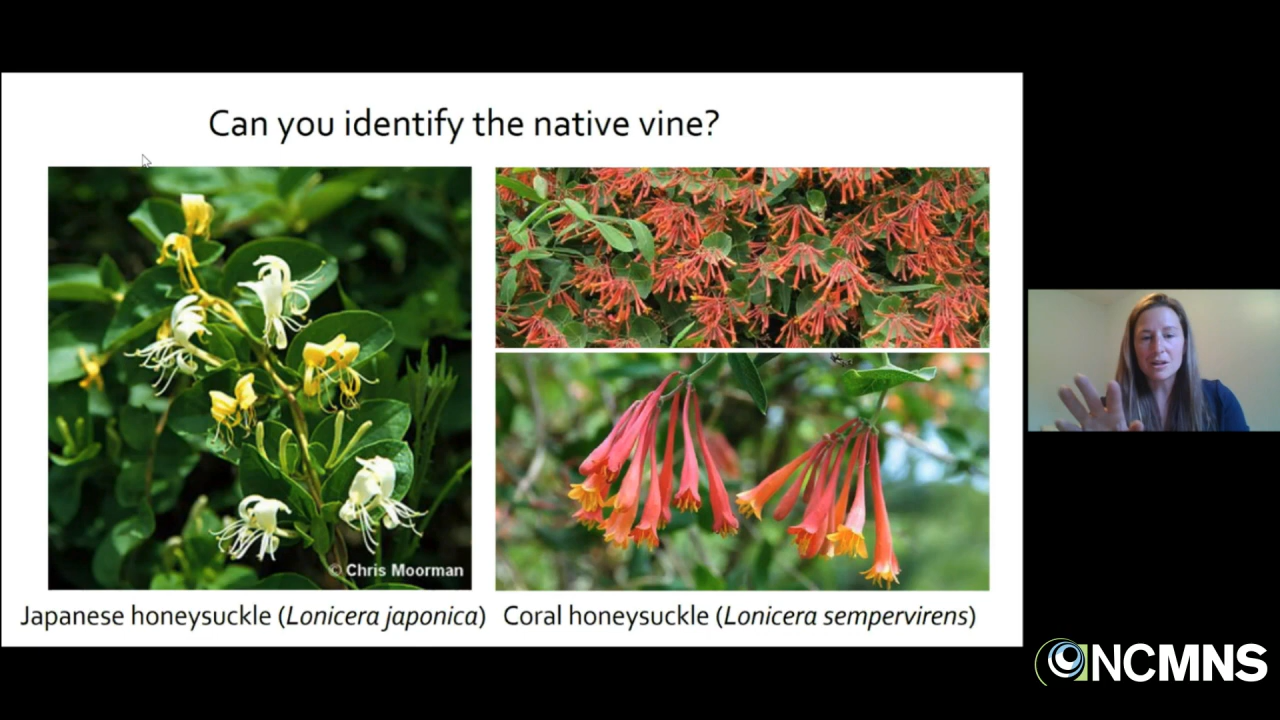 Can you identify the native vine?
© Chris Moorman
Japanese honeysuckle (Lonicera japonica)
Coral honeysuckle (Lonicera sempervirens)
NCMNS